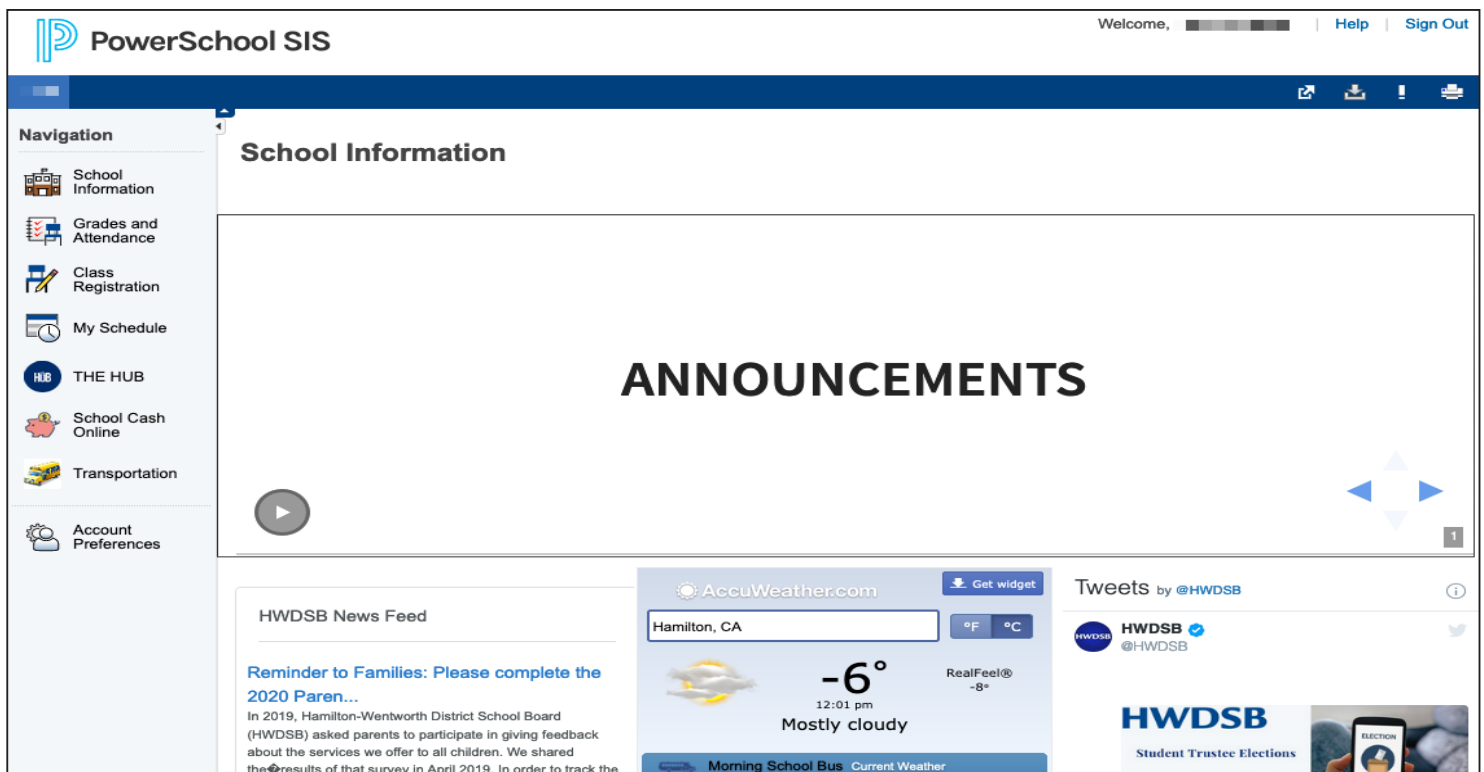 PowerSchool SIS
Welcome,
Help
Sign Out
Navigation
School
Information
Grades and
Attendance
Class
Registration
My Schedule
HUB
THE HUB
School Cash
Online
Transportation
Account
Preferences
School Information
ANNOUNCEMENTS
1
HWDSB News Feed
Reminder to Families: Please complete the
2020 Paren...
In 2019, Hamilton-Wentworth District School Board
(HWDSB) asked parents to participate in giving feedback
about the services we offer to all children. We shared
the�results of that survey in April 2019. In order to track the
AccuWeather.com
Get widget
Hamilton, CA
°F °C
-6°
RealFeel®
-8°
12:01 pm
Mostly cloudy
Morning School Bus Current Weather
Tweets by @HWDSB
HWDSB
HWDSB
@HWDSB
HWDSB
Student Trustee Elections
ELECTION